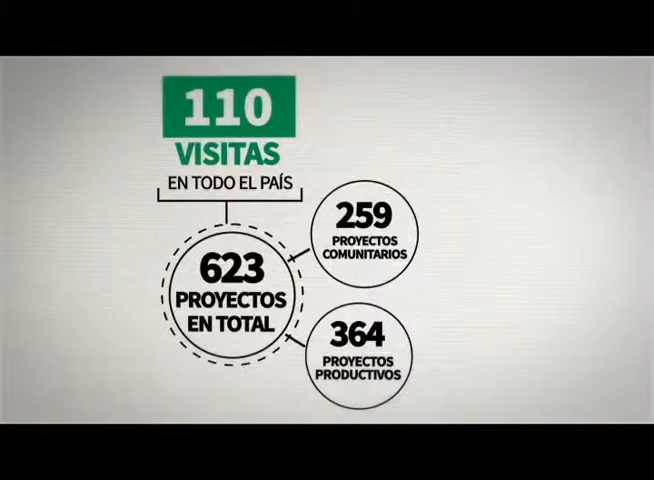 110
VISITAS
EN TODO EL PAÍS
623
PROYECTOS
EN TOTAL
259
PROYECTOS
COMUNITARIOS
364
PROYECTOS
PRODUCTIVOS